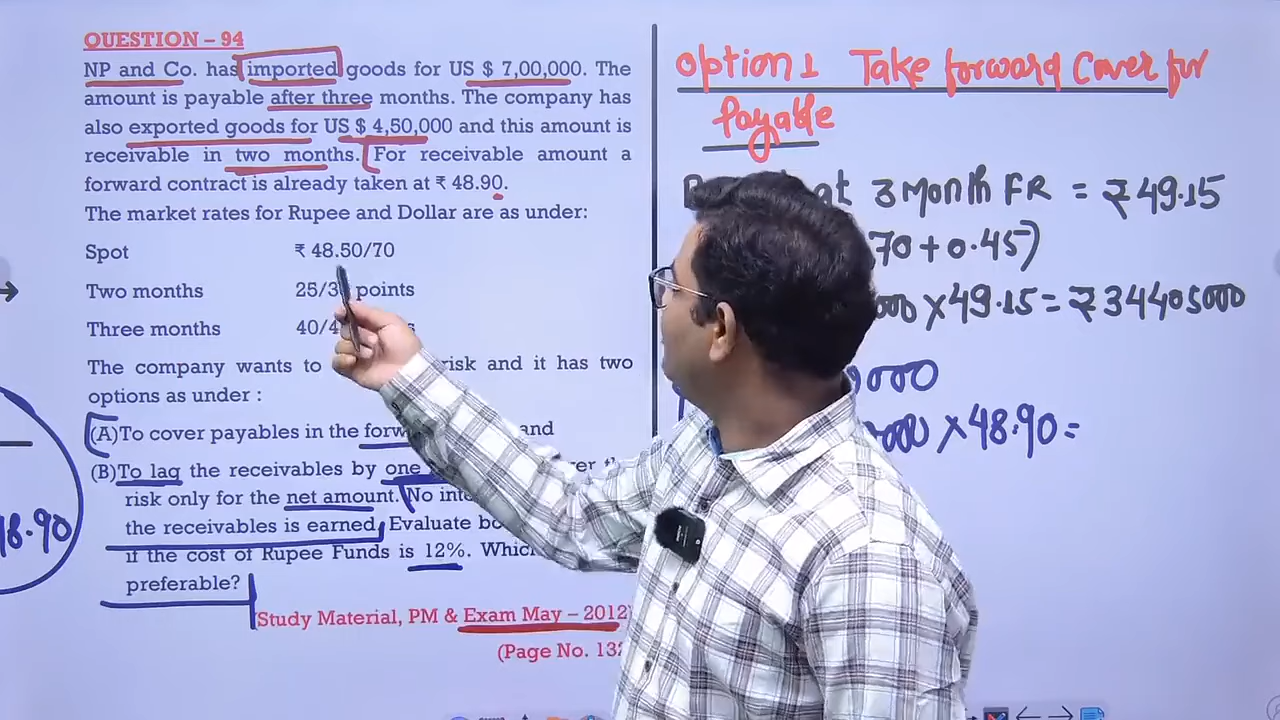 QUESTION – 94
NP and Co. has imported goods for US $ 7,00,000. The
amount is payable after three months. The company has
also exported goods for US $ 4,50,000 and this amount is
receivable in two months. For receivable amount a
forward contract is already taken at ₹ 48.90.
The market rates for Rupee and Dollar are as under:
Spot ₹ 48.50/70
Two months 25/3 points
Three months 40/4
The company wants to risk and it has two
options as under :
(A)To cover payables in the and
(B)To lag the receivables by one
risk only for the net amount. No
the receivables is earned. Evaluate
if the cost of Rupee Funds is 12%.
preferable?
(Study Material, PM & Exam May – 2012)
(Page No. 13
48.90
Option 1 Take forward Cover for
Payable
at 3 Month FR = ₹49.15
70 + 0.45)
000 × 49.15 = ₹34405000
000
000 × 48.90 =